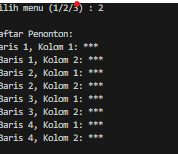 ilih menu (1/2/3) : 2
aftar Penonton:
aris 1, Kolom 1: ***
Baris 1, Kolom 2: ***
Baris 2, Kolom 1: ***
Baris 2, Kolom 2: ***
Baris 3, Kolom 1: ***
Baris 3, Kolom 2: ***
Baris 4, Kolom 1: ***
Baris 4, Kolom 2: ***